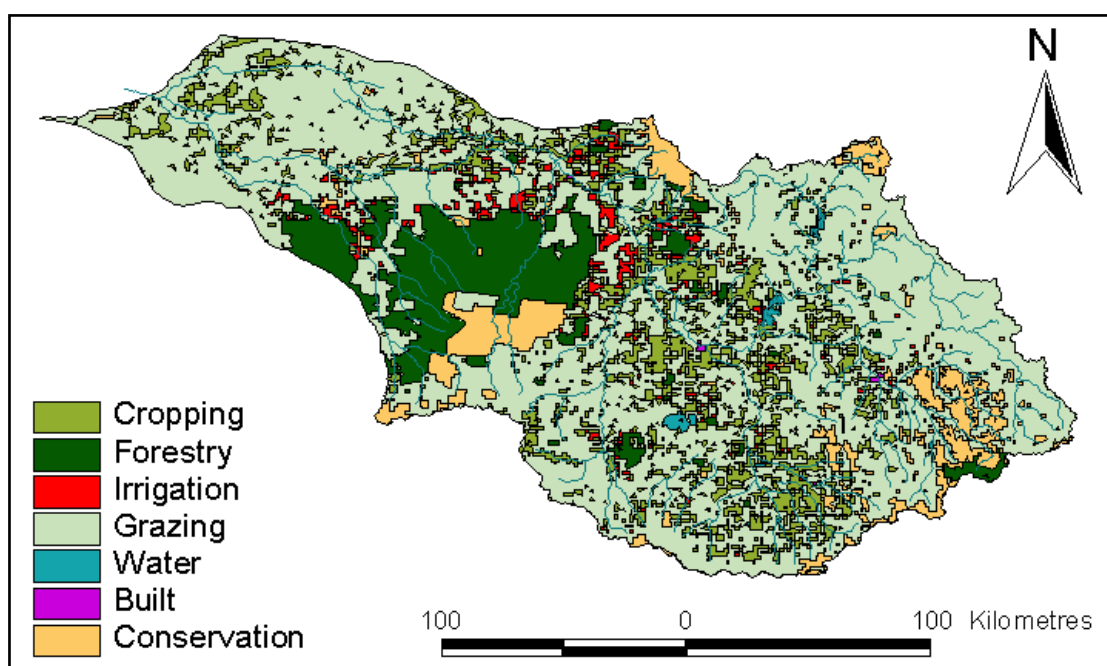 N
Cropping
Forestry
Irrigation
Grazing
Water
Built
Conservation
100 0 100 Kilometres